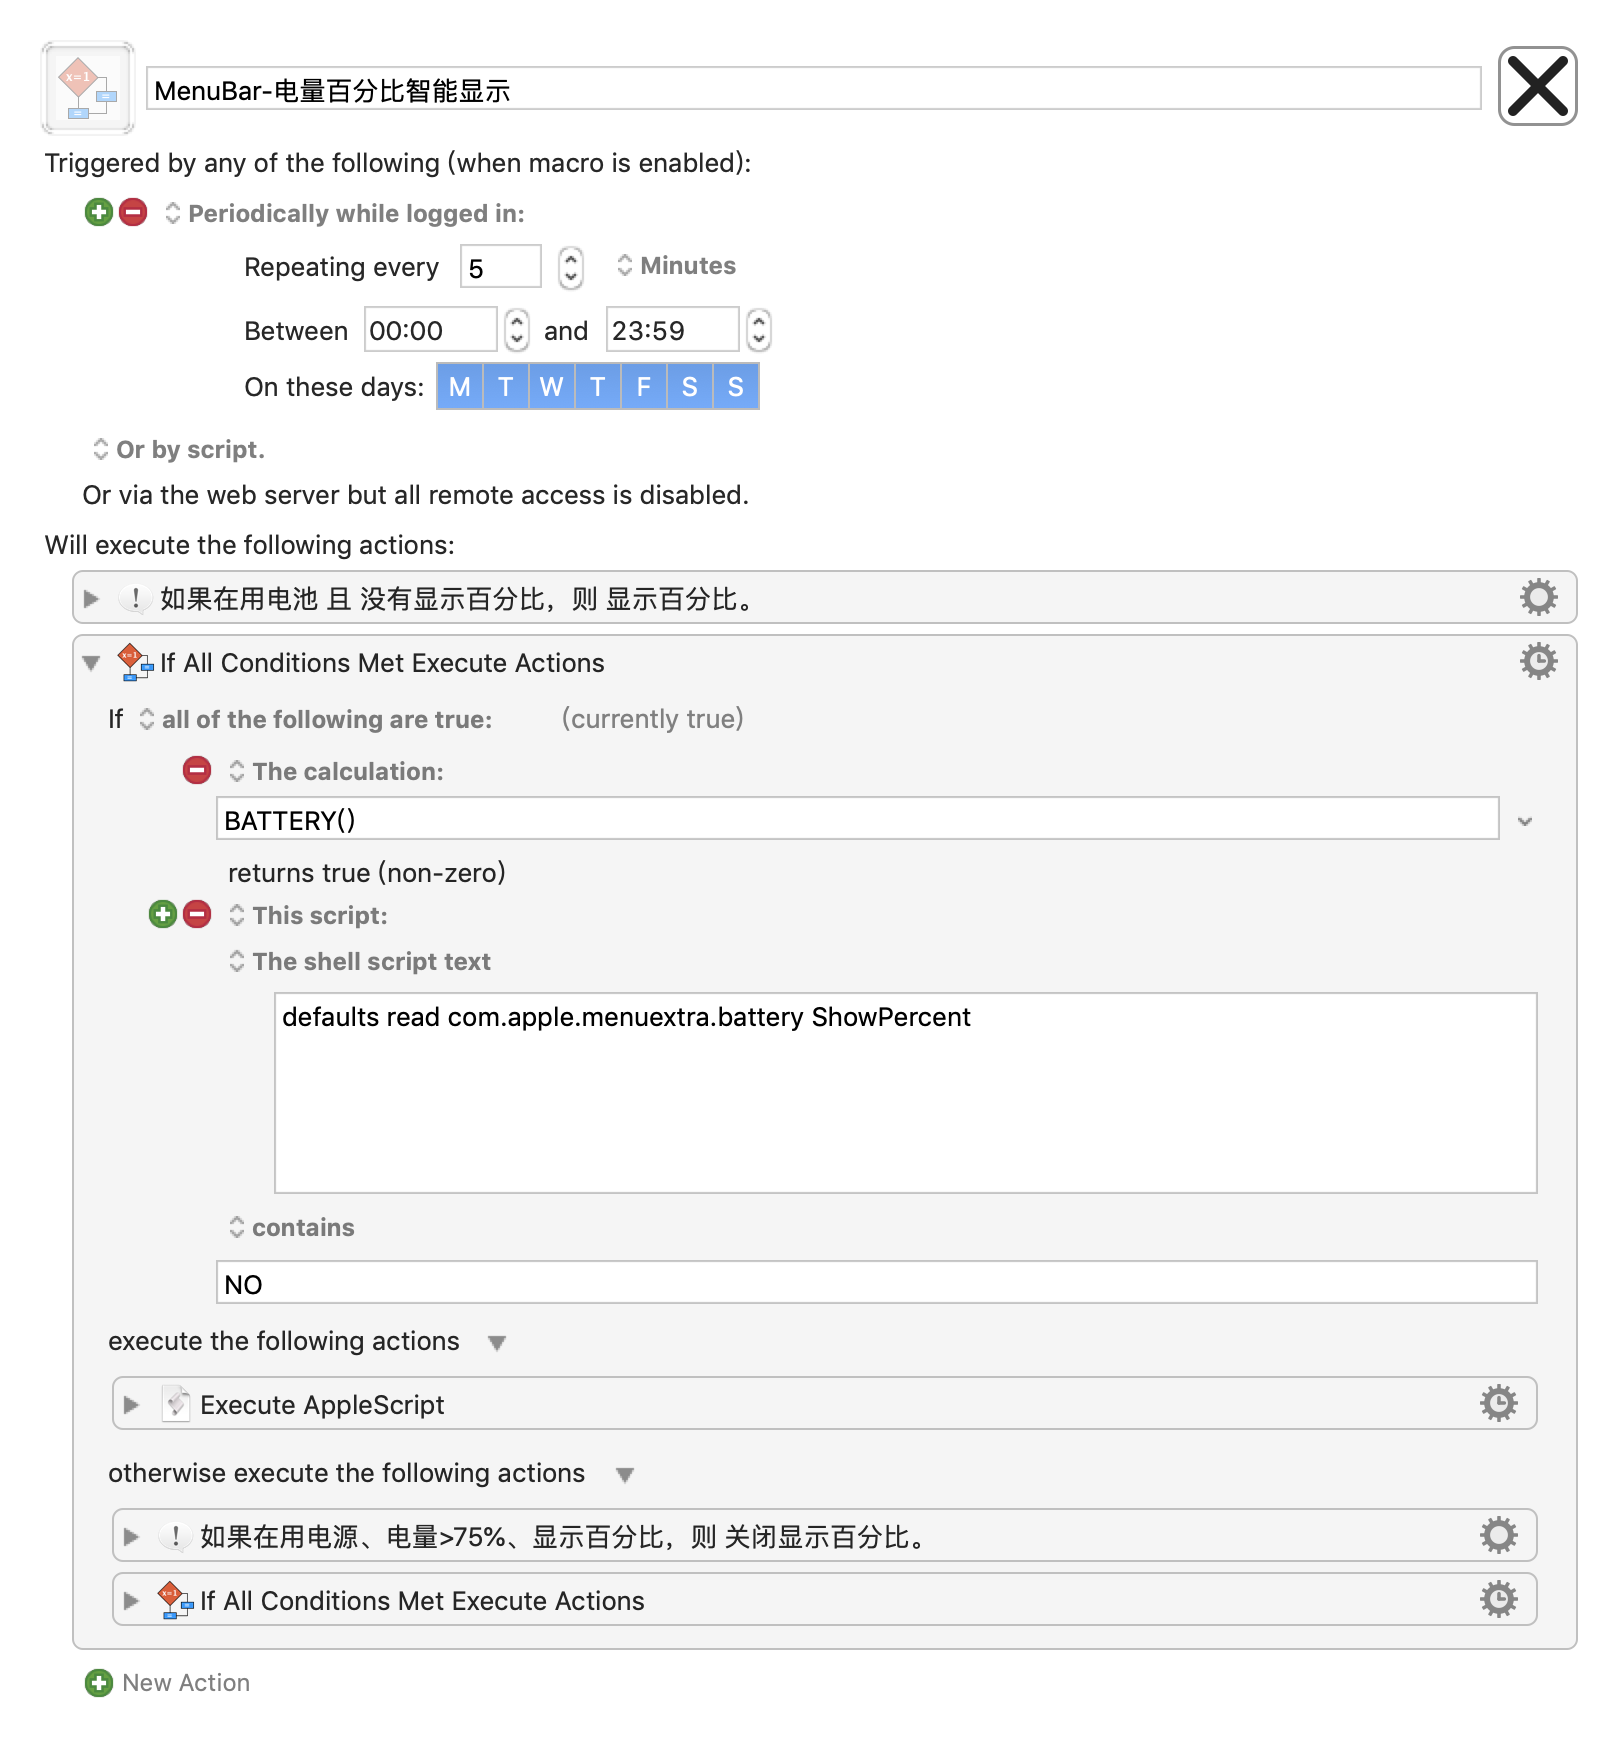 MenuBar-电量百分比智能显示
Triggered by any of the following (when macro is enabled):
Periodically while logged in:
Repeating every 5 Minutes
Between 00:00 and 23:59
On these days: M T W T F S S
Or by script.
Or via the web server but all remote access is disabled.
Will execute the following actions:
如果在用电池 且 没有显示百分比，则 显示百分比。
If All Conditions Met Execute Actions
If all of the following are true: (currently true)
The calculation:
BATTERY()
returns true (non-zero)
This script:
The shell script text
defaults read com.apple.menuextra.battery ShowPercent
contains
NO
execute the following actions
Execute AppleScript
otherwise execute the following actions
如果在用电源、电量>75%、显示百分比，则 关闭显示百分比。
If All Conditions Met Execute Actions
New Action